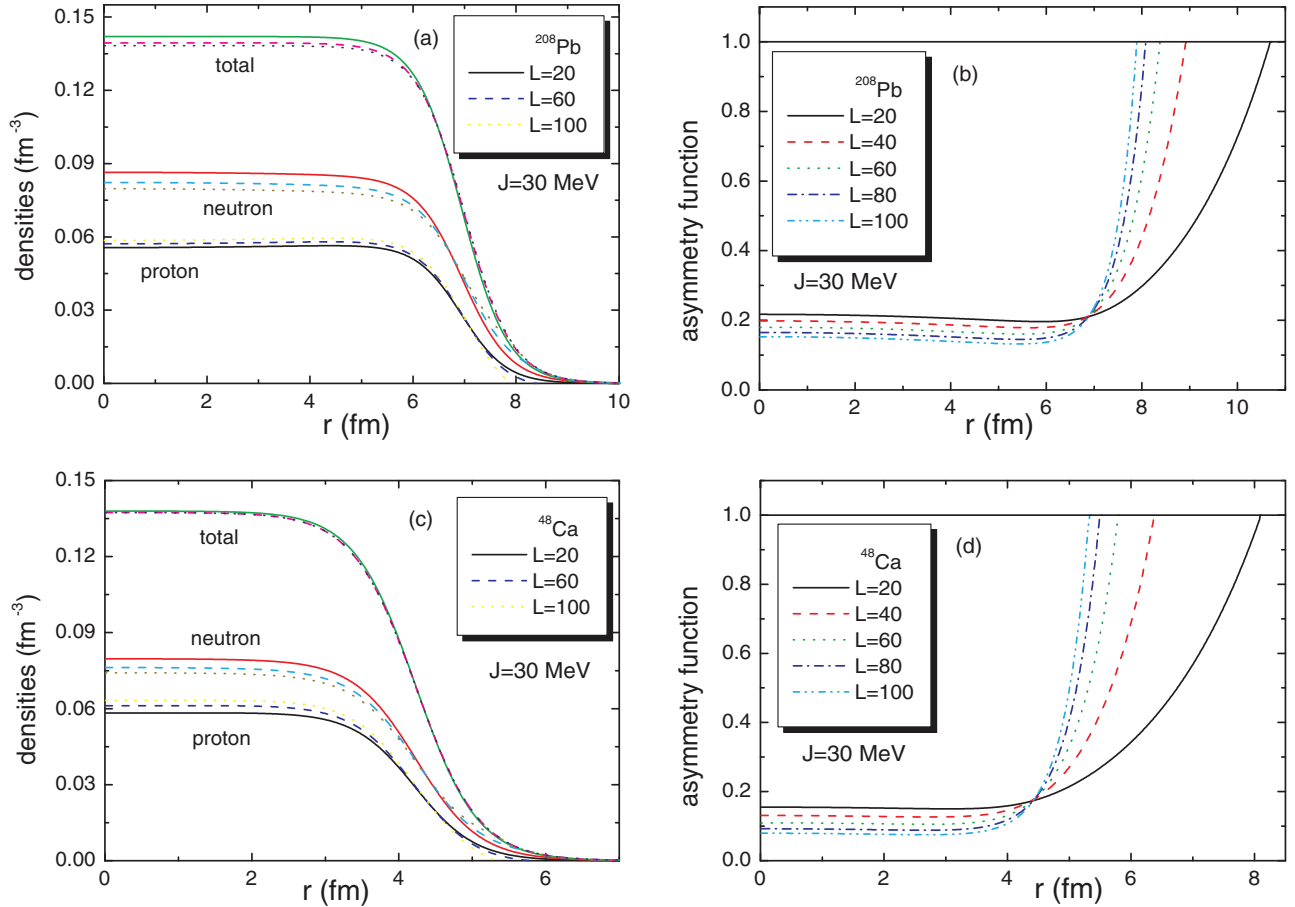 0.15
0.12
0.09
0.06
0.03
0.00
densities (fm⁻³)
0 2 4 6 8 10
r (fm)
(a)
total
neutron
proton
²⁰⁸Pb
L=20
L=60
L=100
J=30 MeV
1.0
0.8
0.6
0.4
0.2
0.0
asymmetry function
0 2 4 6 8 10
r (fm)
(b)
²⁰⁸Pb
L=20
L=40
L=60
L=80
L=100
J=30 MeV
0.15
0.12
0.09
0.06
0.03
0.00
densities (fm⁻³)
0 2 4 6
r (fm)
(c)
total
neutron
proton
⁴⁸Ca
L=20
L=60
L=100
J=30 MeV
1.0
0.8
0.6
0.4
0.2
0.0
asymmetry function
0 2 4 6 8
r (fm)
(d)
⁴⁸Ca
L=20
L=40
L=60
L=80
L=100
J=30 MeV